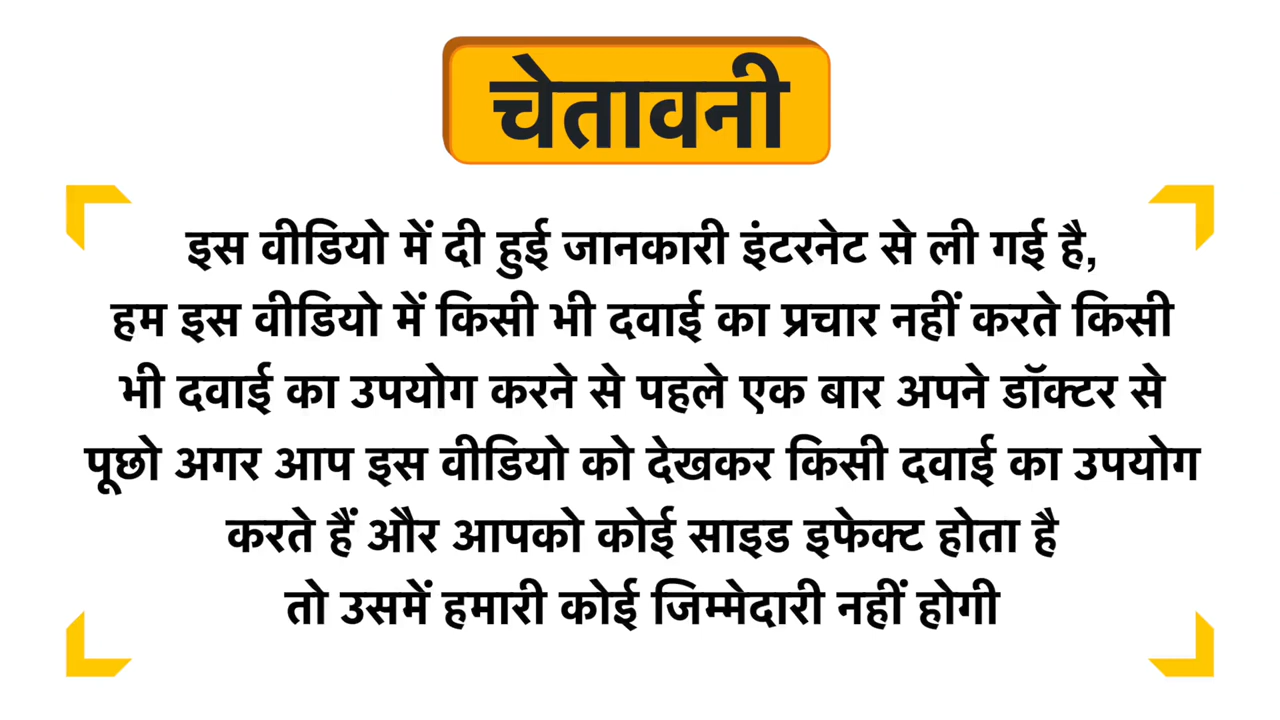 चेतावनी
इस वीडियो में दी हुई जानकारी इंटरनेट से ली गई है,
हम इस वीडियो में किसी भी दवाई का प्रचार नहीं करते किसी
भी दवाई का उपयोग करने से पहले एक बार अपने डॉक्टर से
पूछो अगर आप इस वीडियो को देखकर किसी दवाई का उपयोग
करते हैं और आपको कोई साइड इफेक्ट होता है
तो उसमें हमारी कोई जिम्मेदारी नहीं होगी